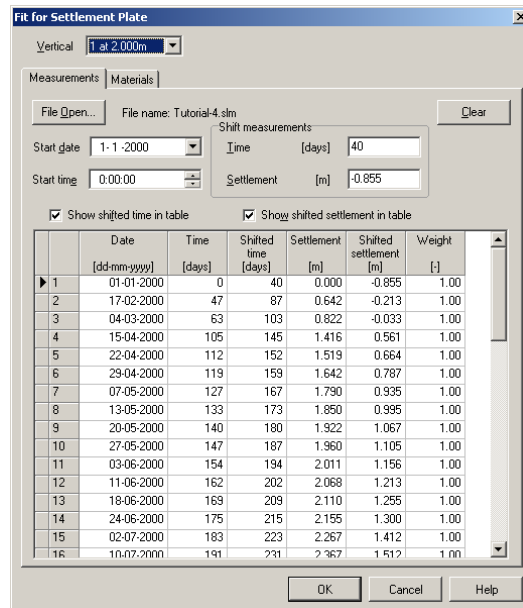 Fit for Settlement Plate
Vertical 1 at 2.000m
Measurements Materials
File Open... File name: Tutorial-4.slm Clear
Shift measurements
Start date 1- 1 -2000 Time [days] 40
Start time 0:00:00 Settlement [m] -0.855
Show shifted time in table Show shifted settlement in table
Date Time Shifted Settlement Shifted Weight
time settlement
[dd-mm-yyyy] [days] [days] [m] [m] [-]
1 01-01-2000 0 40 0.000 -0.855 1.00
2 17-02-2000 47 87 0.642 -0.213 1.00
3 04-03-2000 63 103 0.822 -0.033 1.00
4 15-04-2000 105 145 1.416 0.561 1.00
5 22-04-2000 112 152 1.519 0.664 1.00
6 29-04-2000 119 159 1.642 0.787 1.00
7 07-05-2000 127 167 1.790 0.935 1.00
8 13-05-2000 133 173 1.850 0.995 1.00
9 20-05-2000 140 180 1.922 1.067 1.00
10 27-05-2000 147 187 1.960 1.105 1.00
11 03-06-2000 154 194 2.011 1.156 1.00
12 11-06-2000 162 202 2.068 1.213 1.00
13 18-06-2000 169 209 2.110 1.255 1.00
14 24-06-2000 175 215 2.155 1.300 1.00
15 02-07-2000 183 223 2.267 1.412 1.00
16 10-07-2000 191 231 2.367 1.512 1.00
OK Cancel Help